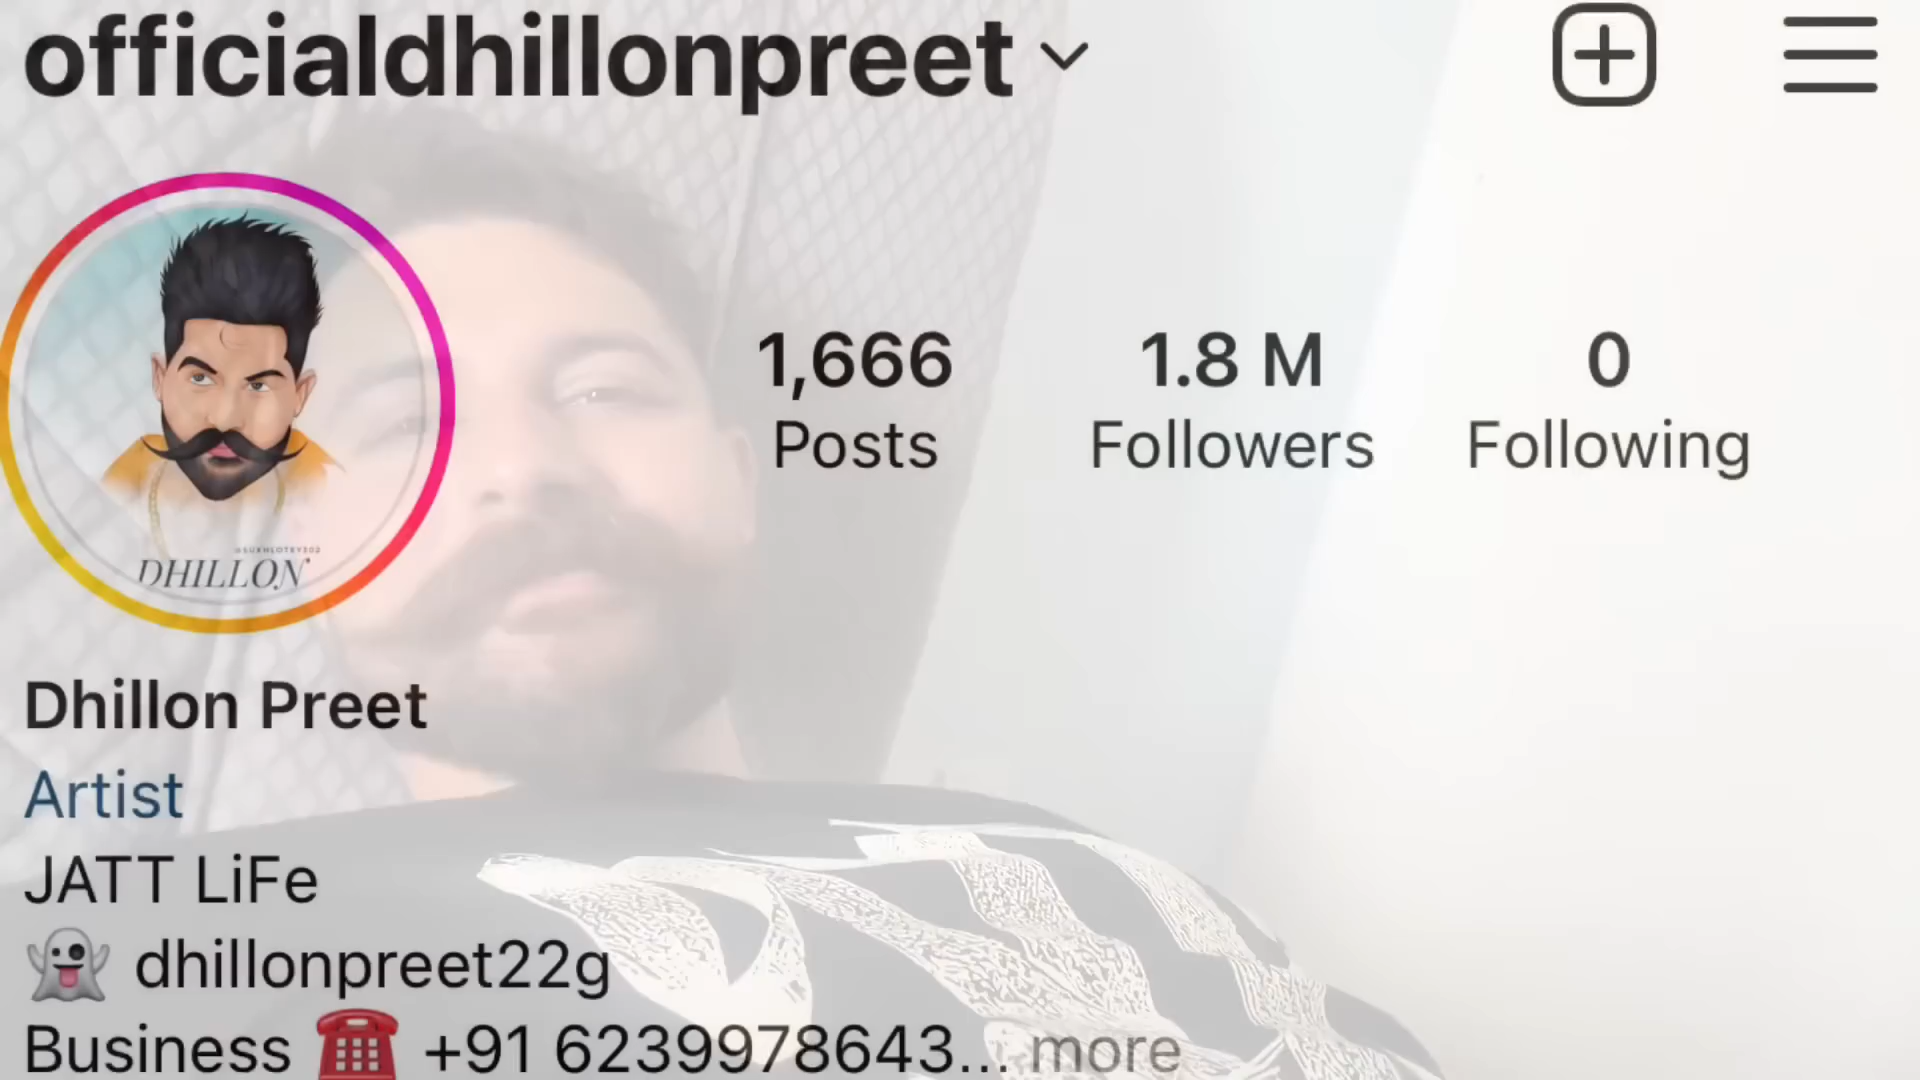 officialdhillonpreet
1,666
Posts
1.8 M
Followers
0
Following
@SUKHLOTEY302
DHILLON
Dhillon Preet
Artist
JATT LiFe
👻 dhillonpreet22g
Business ☎️ +91 6239978643... more